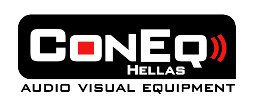 CONEQ
HELLAS
AUDIO VISUAL EQUIPMENT